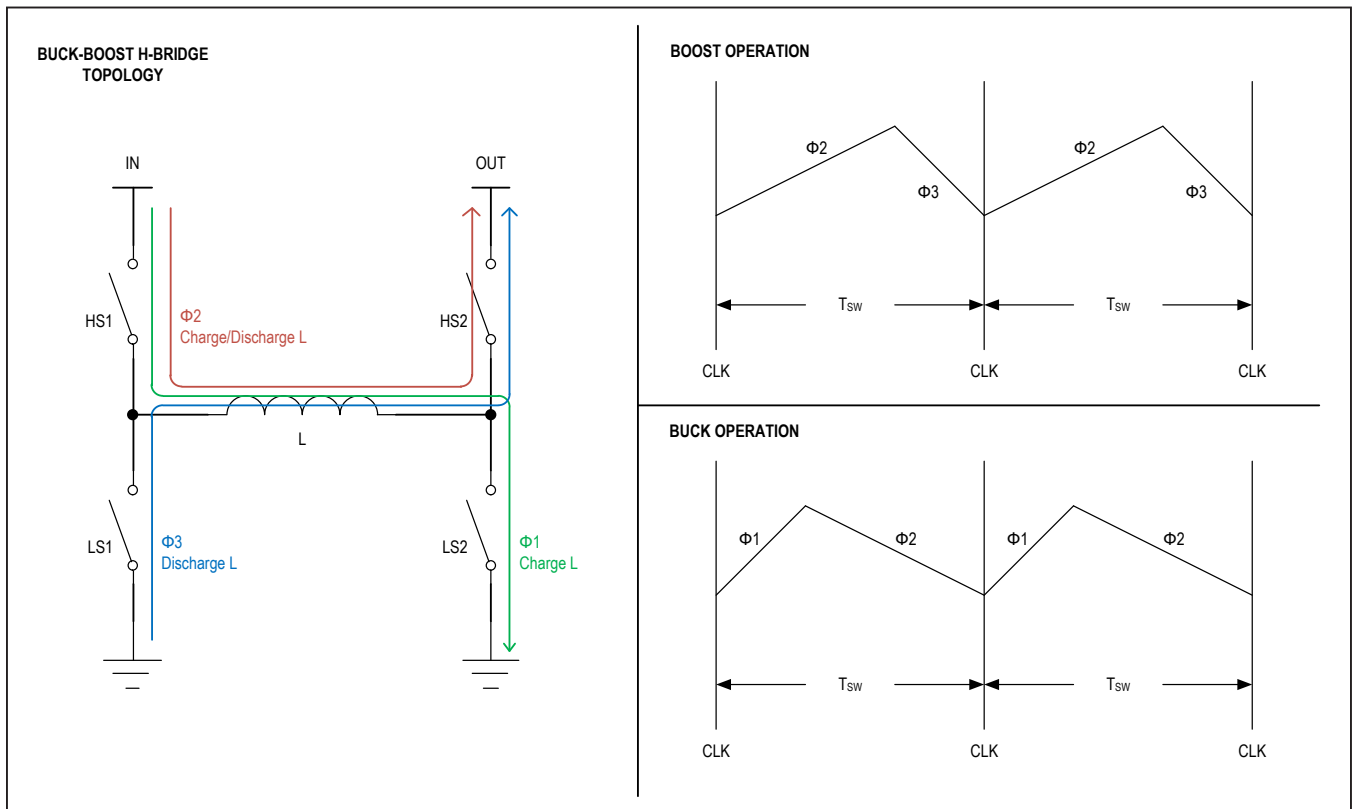 BUCK-BOOST H-BRIDGE
TOPOLOGY
IN
OUT
HS1
Φ2
Charge/Discharge L
HS2
L
LS1
Φ3
Discharge L
LS2
Φ1
Charge L
BOOST OPERATION
Φ2
Φ3
Φ2
Φ3
TSW
TSW
CLK
CLK
CLK
BUCK OPERATION
Φ1
Φ2
Φ1
Φ2
TSW
TSW
CLK
CLK
CLK